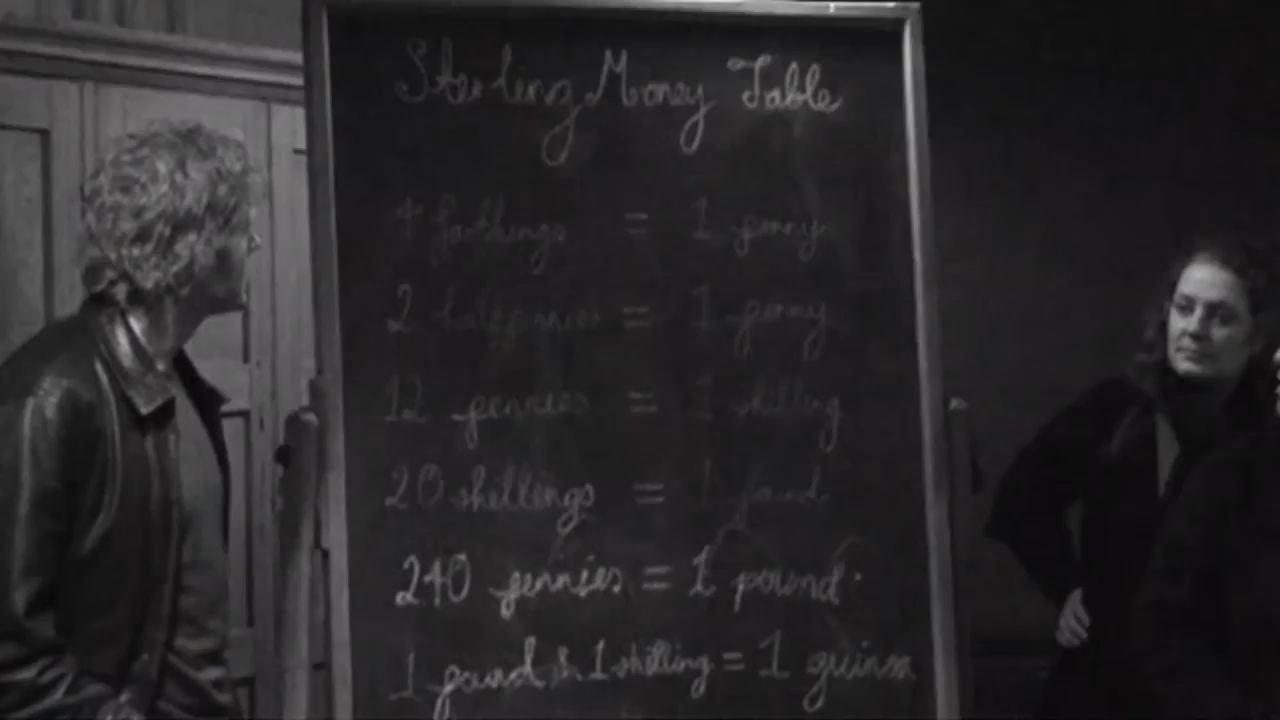 Sterling Money Table
4 farthings = 1 penny
2 halfpennies = 1 penny
12 pennies = 1 shilling
20 shillings = 1 pound
240 pennies = 1 pound.
1 pound & 1 shilling = 1 guinea